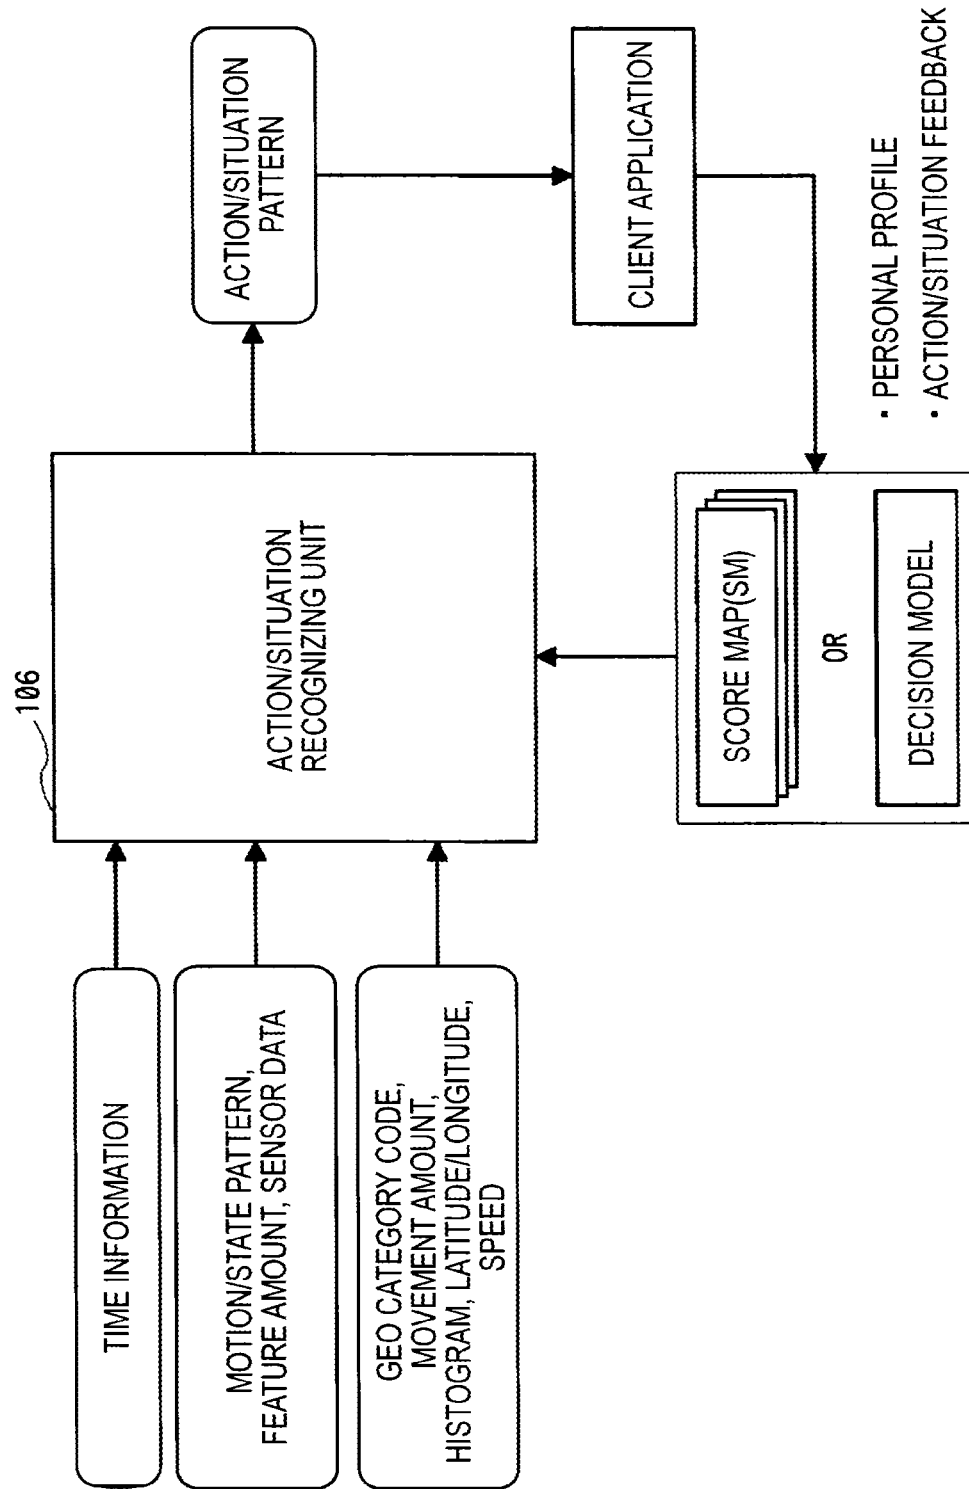 106
TIME INFORMATION
MOTION/STATE PATTERN,
FEATURE AMOUNT, SENSOR DATA
GEO CATEGORY CODE,
MOVEMENT AMOUNT,
HISTOGRAM, LATITUDE/LONGITUDE,
SPEED
ACTION/SITUATION
RECOGNIZING UNIT
ACTION/SITUATION
PATTERN
CLIENT APPLICATION
SCORE MAP(SM)
OR
DECISION MODEL
· PERSONAL PROFILE
· ACTION/SITUATION FEEDBACK